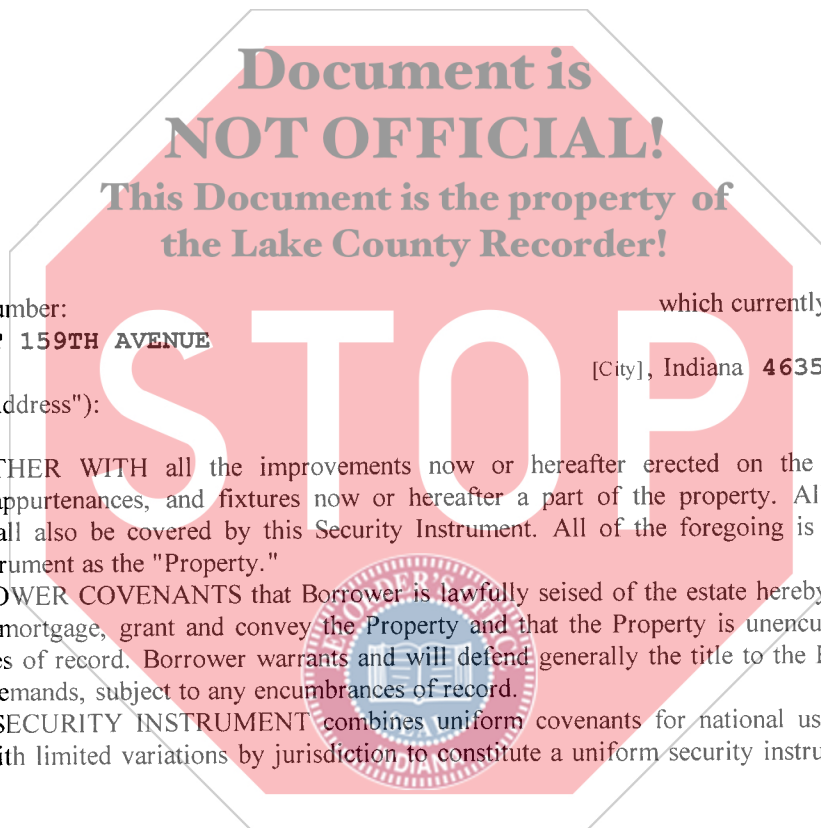 Document is
NOT OFFICIAL!
This Document is the property of
the Lake County Recorder!
STOP
umber: which currently
159TH AVENUE
[City], Indiana 4635
ddress"):
THER WITH all the improvements now or hereafter erected on the
appurtenances, and fixtures now or hereafter a part of the property. Al
all also be covered by this Security Instrument. All of the foregoing is
rument as the "Property."
OWER COVENANTS that Borrower is lawfully seised of the estate hereby
mortgage, grant and convey the Property and that the Property is unencu
es of record. Borrower warrants and will defend generally the title to the
emands, subject to any encumbrances of record.
SECURITY INSTRUMENT combines uniform covenants for national us
ith limited variations by jurisdiction to constitute a uniform security instru
INDIANA